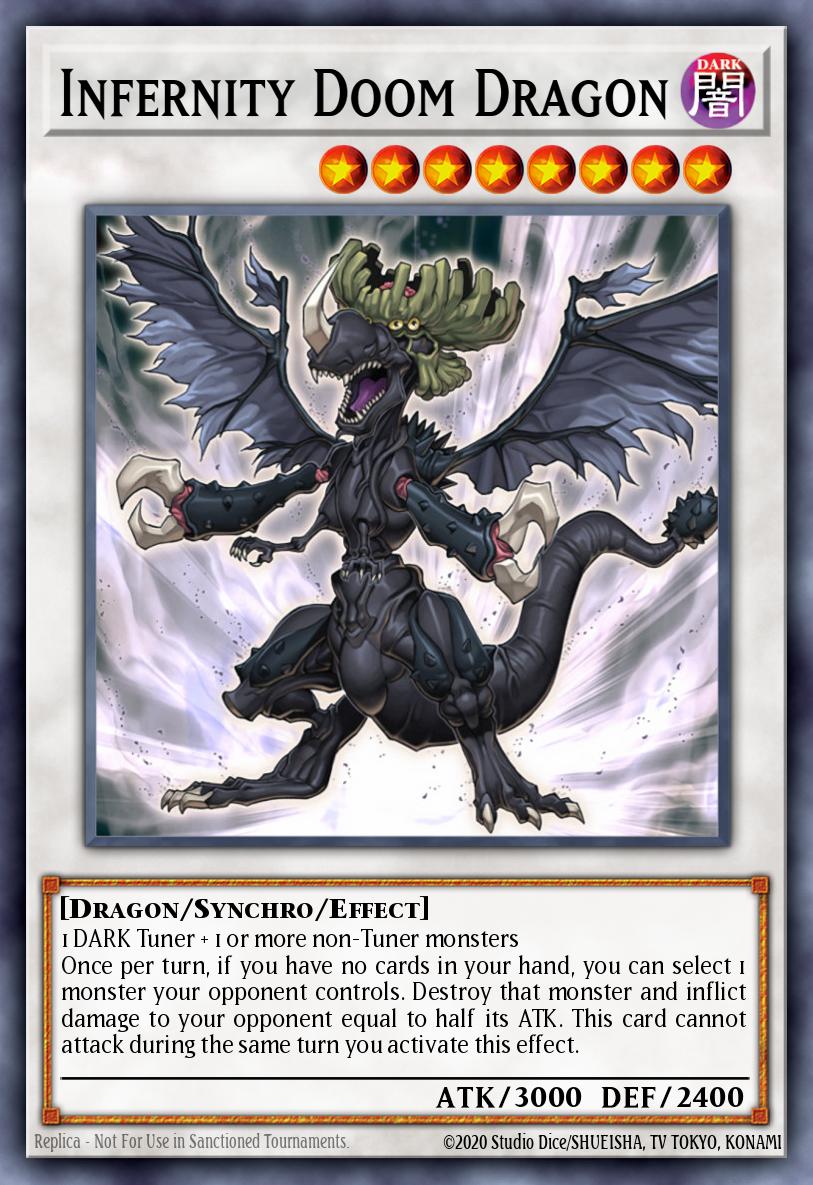 Infernity Doom Dragon
DARK
闇
[Dragon/Synchro/Effect]
1 DARK Tuner + 1 or more non-Tuner monsters
Once per turn, if you have no cards in your hand, you can select 1
monster your opponent controls. Destroy that monster and inflict
damage to your opponent equal to half its ATK. This card cannot
attack during the same turn you activate this effect.
ATK/3000 DEF/2400
Replica - Not For Use in Sanctioned Tournaments.
©2020 Studio Dice/SHUEISHA, TV TOKYO, KONAMI